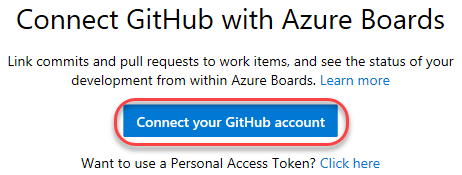 Connect GitHub with Azure Boards
Link commits and pull requests to work items, and see the status of your
development from within Azure Boards. Learn more
Connect your GitHub account
Want to use a Personal Access Token? Click here